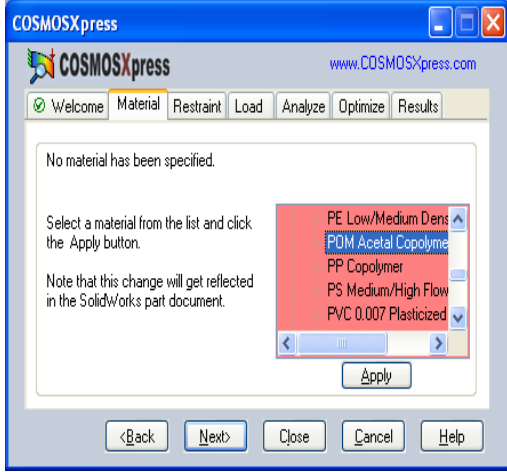 COSMOSXpress
COSMOSXpress
www.COSMOSXpress.com
Welcome Material Restraint Load Analyze Optimize Results
No material has been specified.
Select a material from the list and click
the Apply button.
Note that this change will get reflected
in the SolidWorks part document.
PE Low/Medium Dens
POM Acetal Copolyme
PP Copolymer
PS Medium/High Flow
PVC 0.007 Plasticized
Apply
<Back Next> Close Cancel Help